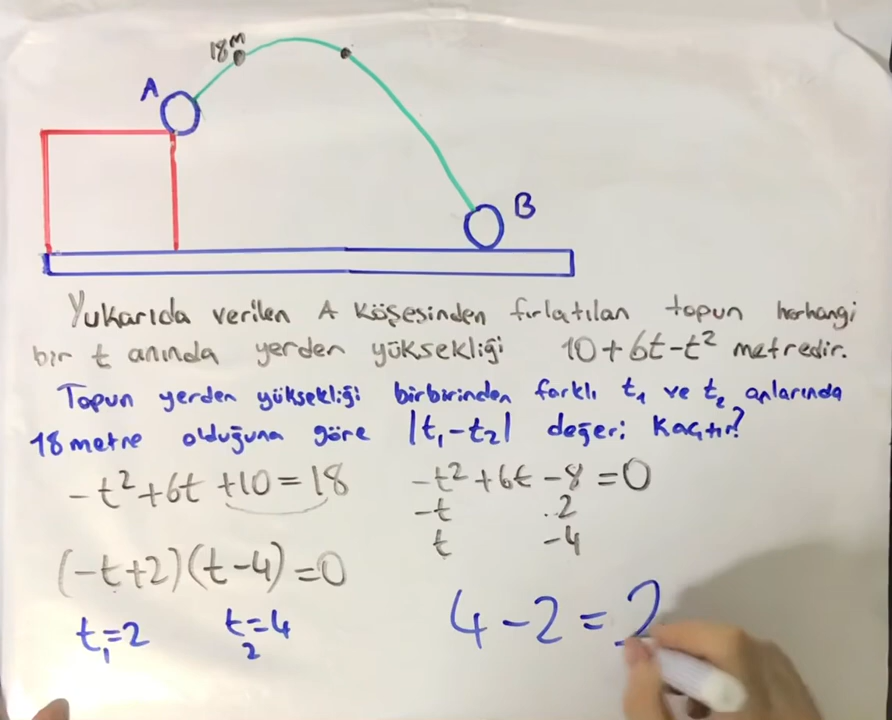 18m
A
B
Yukarıda verilen A köşesinden fırlatılan topun herhangi
bir t anında yerden yüksekliği 10+6t-t² metredir.
Topun yerden yüksekliği birbirinden farklı t₁ ve t₂ anlarında
18 metre olduğuna göre |t₁-t₂| değeri kaçtır?
-t²+6t+10=18
-t²+6t-8=0
-t 2
t -4
(-t+2)(t-4)=0
t₁=2 t₂=4
4-2=2